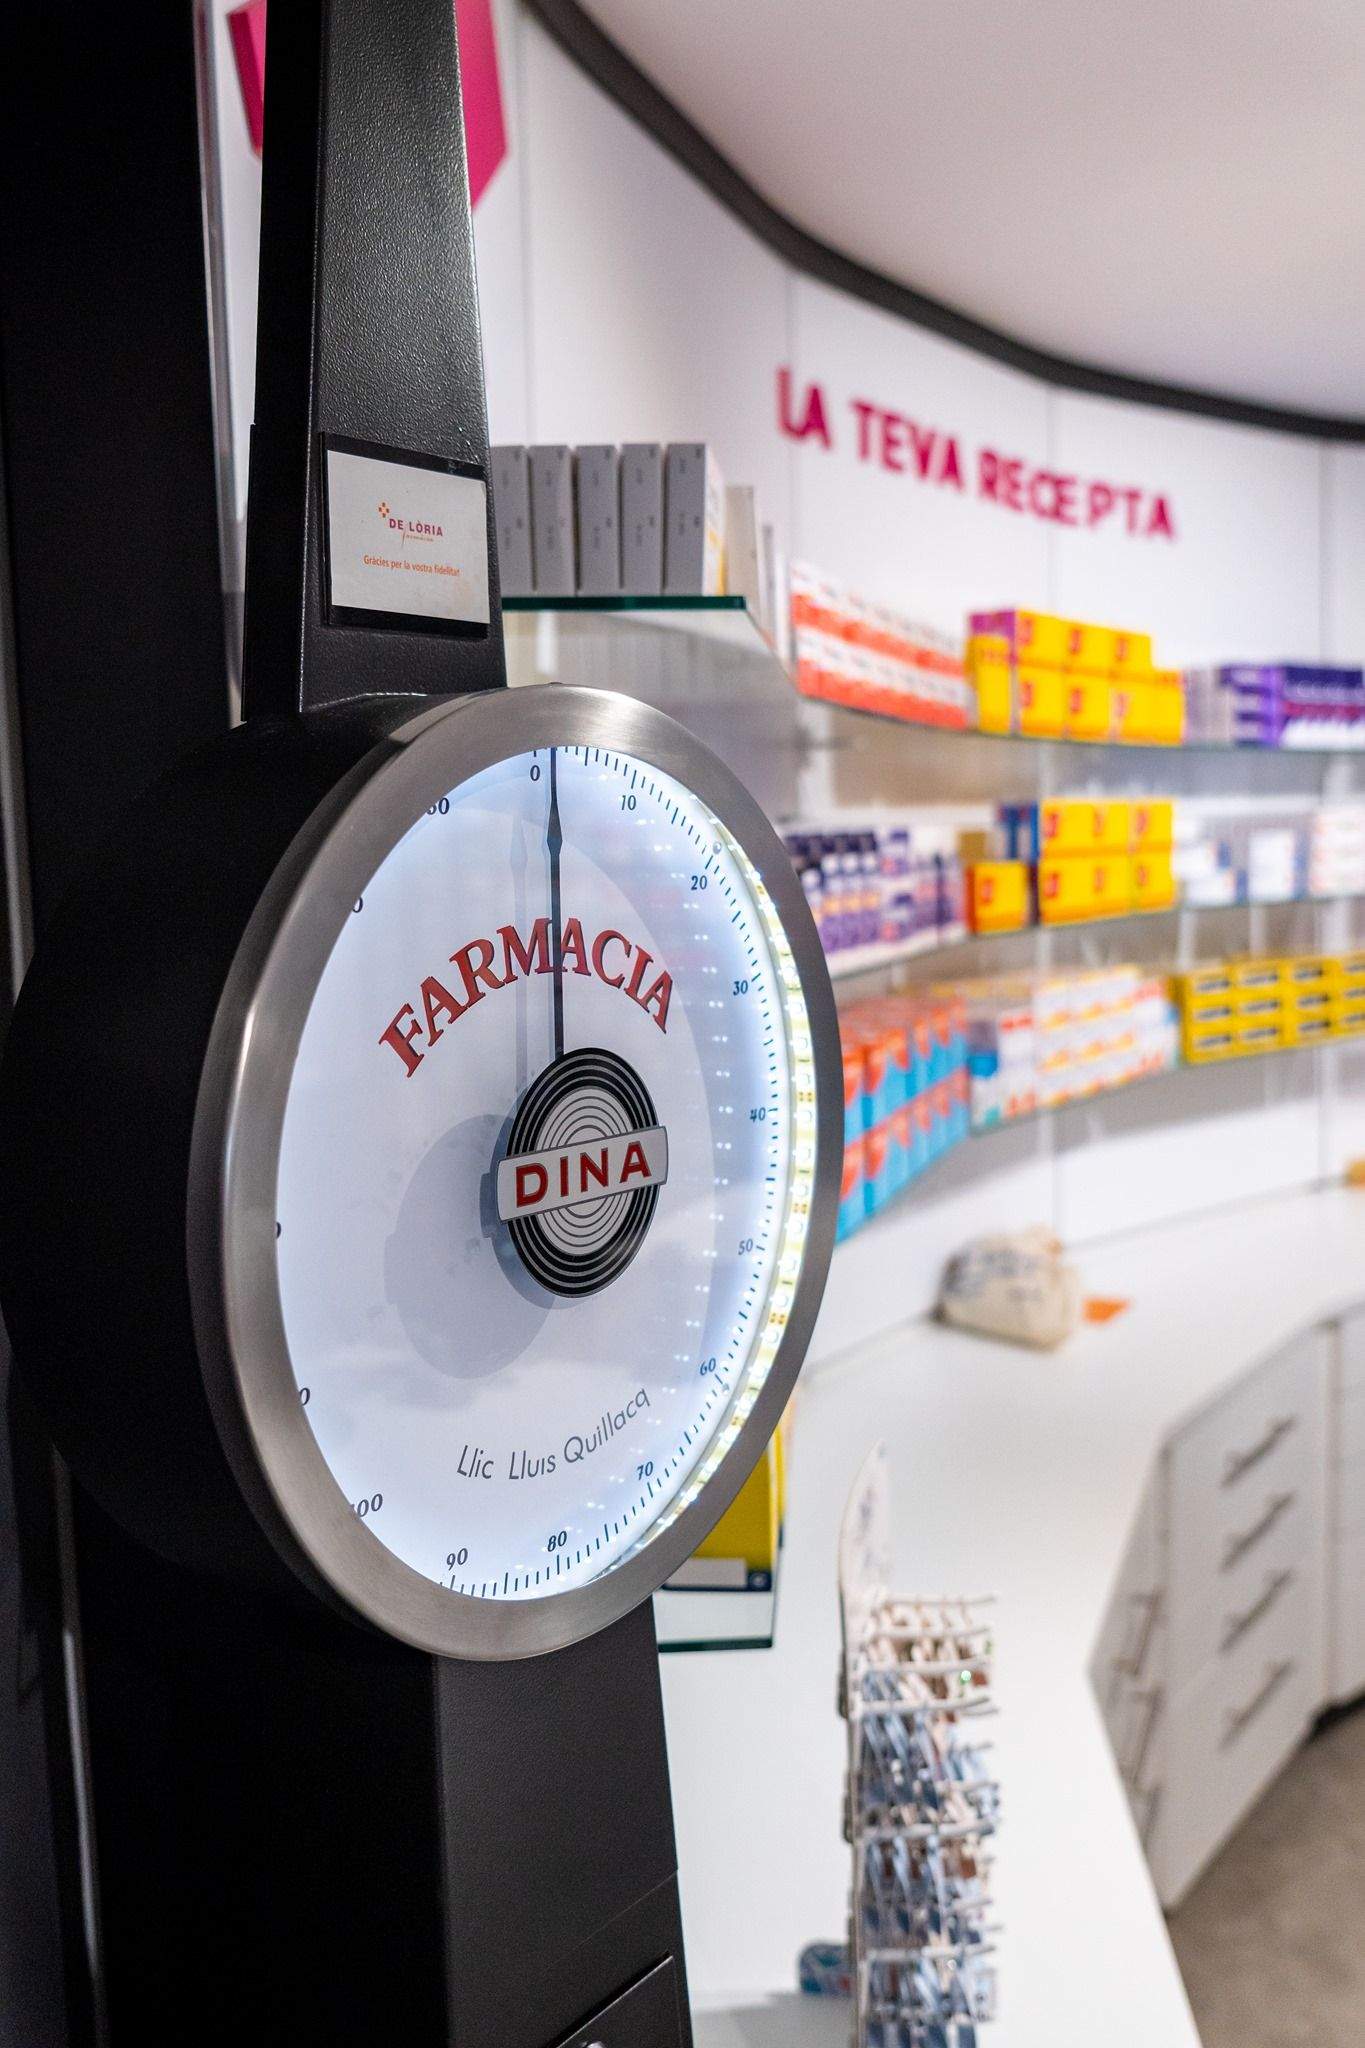 LA TEVA RECEPTA
DE LÒRIA
Gràcies per la vostra fidelitat
0
10
20
30
40
50
60
70
80
90
100
FARMACIA
DINA
Llic Lluis Quillacq